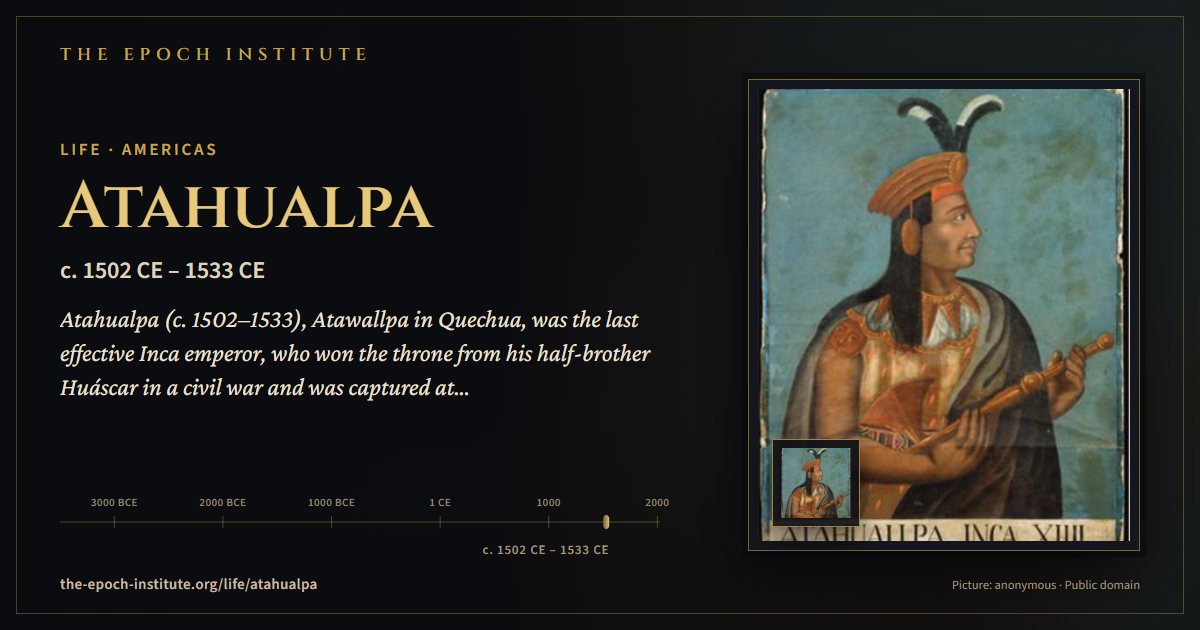 THE EPOCH INSTITUTE
LIFE · AMERICAS
ATAHUALPA
c. 1502 CE – 1533 CE
Atahualpa (c. 1502–1533), Atawallpa in Quechua, was the last
effective Inca emperor, who won the throne from his half-brother
Huáscar in a civil war and was captured at...
3000 BCE 2000 BCE 1000 BCE 1 CE 1000 2000
c. 1502 CE – 1533 CE
the-epoch-institute.org/life/atahualpa
ATAHUALLPA INCA XIIII
Picture: anonymous · Public domain